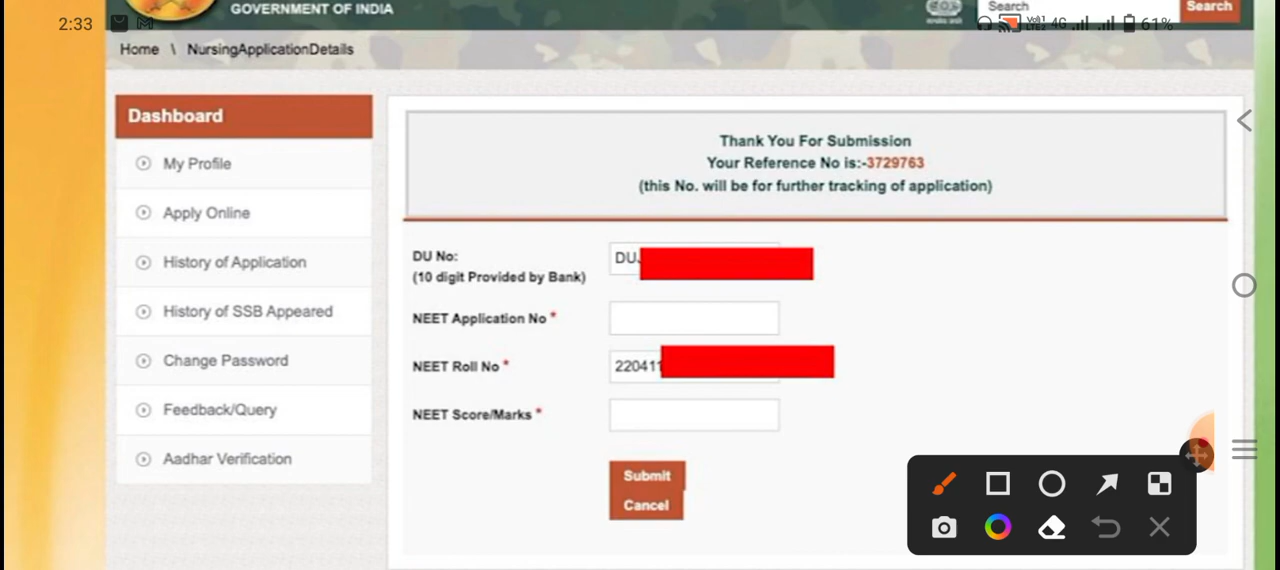 GOVERNMENT OF INDIA
Search
Search
2:33
4G
61%
Home \ NursingApplicationDetails
Dashboard
My Profile
Apply Online
History of Application
History of SSB Appeared
Change Password
Feedback/Query
Aadhar Verification
Thank You For Submission
Your Reference No is:-3729763
(this No. will be for further tracking of application)
DU No:
(10 digit Provided by Bank)
DUJ
NEET Application No *
NEET Roll No *
220411
NEET Score/Marks *
Submit
Cancel